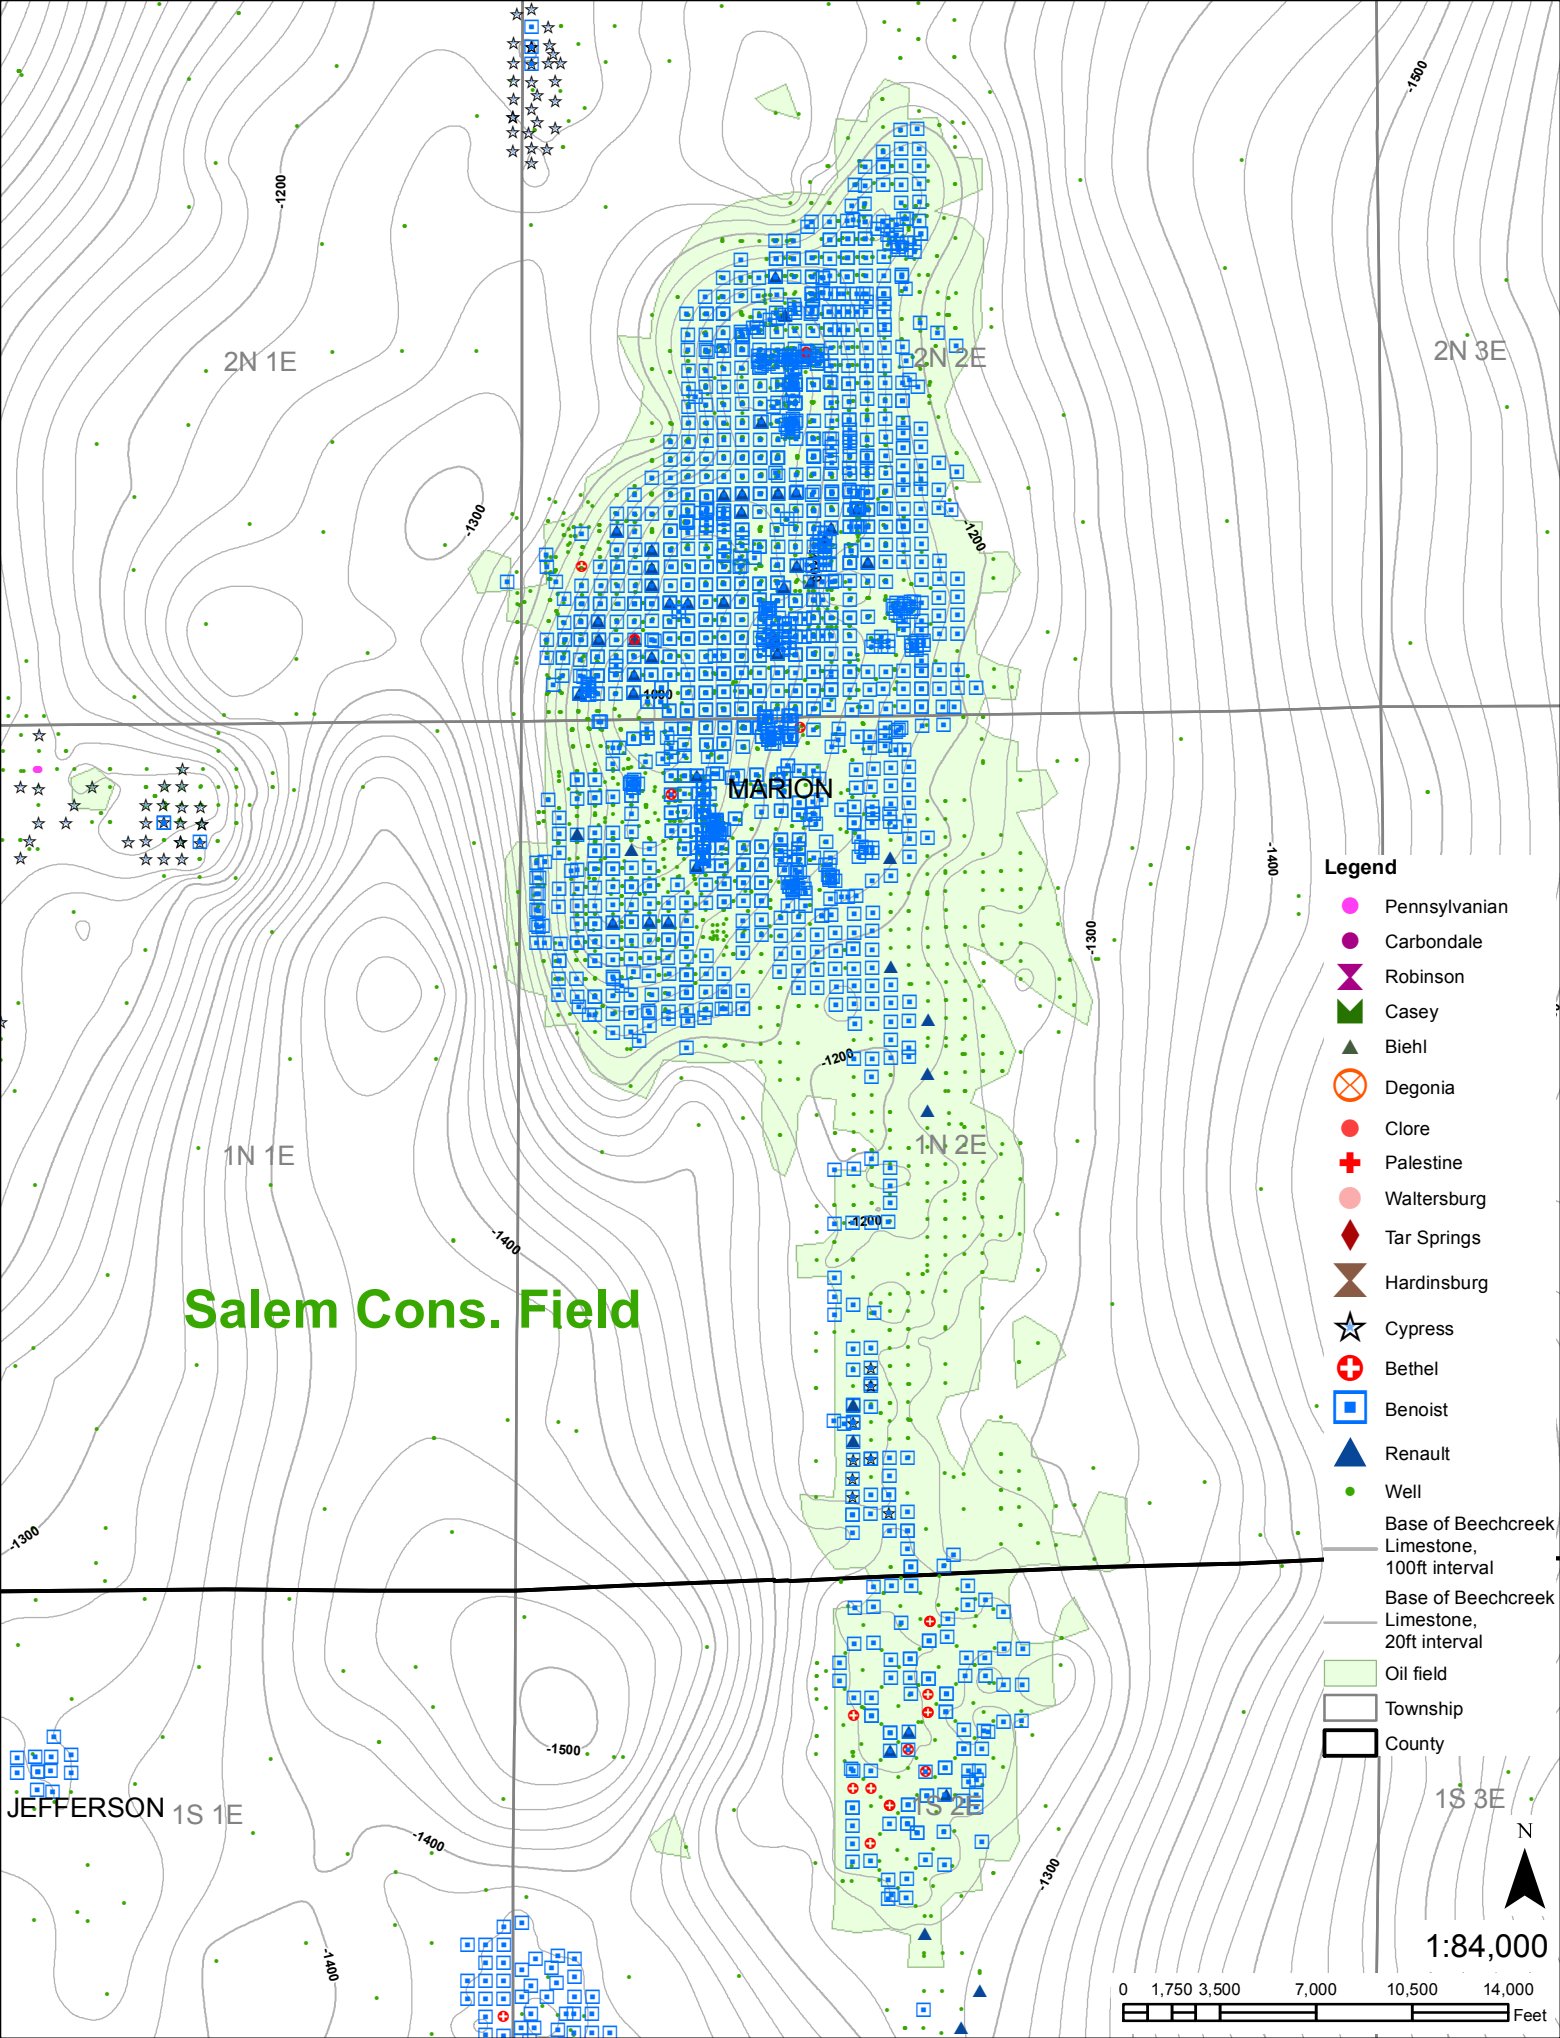 -1500
-1200
2N 1E
2N 2E
2N 3E
-1300
-1200
-1000
MARION
-1400
-1300
-1200
1N 1E
1N 2E
-1200
-1400
Salem Cons. Field
-1300
-1500
JEFFERSON
1S 1E
1S 2E
1S 3E
-1400
-1300
-1400
Legend
Pennsylvanian
Carbondale
Robinson
Casey
Biehl
Degonia
Clore
Palestine
Waltersburg
Tar Springs
Hardinsburg
Cypress
Bethel
Benoist
Renault
Well
Base of Beechcreek
Limestone,
100ft interval
Base of Beechcreek
Limestone,
20ft interval
Oil field
Township
County
N
1:84,000
0 1,750 3,500 7,000 10,500 14,000
Feet